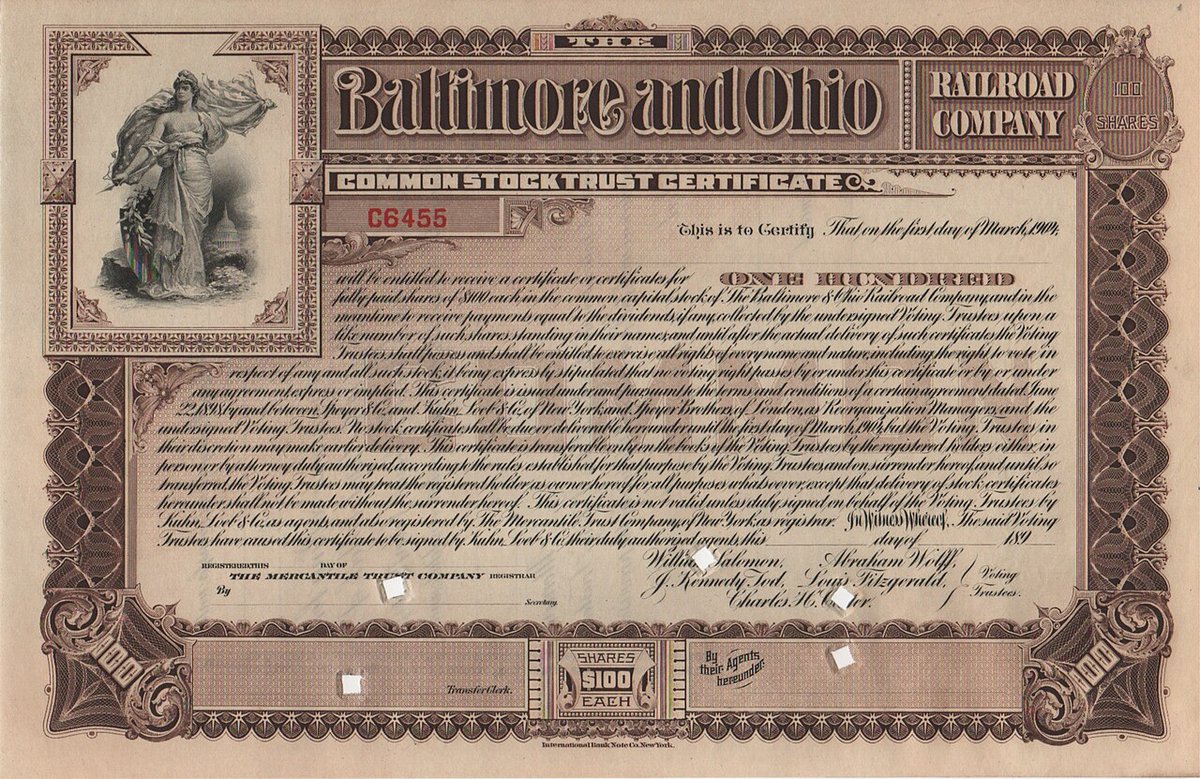 THE
Baltimore and Ohio
RAILROAD
COMPANY
100
SHARES
COMMON STOCK TRUST CERTIFICATE
C6455
This is to Certify That on the first day of March, 1904,
will be entitled to receive a certificate or certificates for ONE HUNDRED
fully paid shares of $100 each in the common capital stock of The Baltimore & Ohio Railroad Company, and in the
meantime to receive payments equal to the dividends, if any, collected by the undersigned Voting Trustees upon a
like number of such shares standing in their names; and until after the actual delivery of such certificates the Voting
Trustees shall possess and shall be entitled to exercise all rights of every name and nature, including the right to vote in
respect of any and all such stock, it being expressly stipulated that no voting right passes by or under this certificate or by or under
any agreement, express or implied. This certificate is issued under and pursuant to the terms and conditions of a certain agreement dated June
22, 1898, by and between Speyer & Co. and Kuhn, Loeb & Co. of New York, and Speyer Brothers, of London, as Reorganization Managers, and the
undersigned Voting Trustees. No stock certificate shall be due or deliverable hereunder until the first day of March, 1904, but the Voting Trustees in
their discretion may make earlier delivery. This certificate is transferable only in the books of the Voting Trustees by the registered holders either in
person or by attorney duly authorized, according to the rules established for that purpose by the Voting Trustees, and on surrender hereof, and until so
transferred, the Voting Trustees may treat the registered holder as owner hereof for all purposes whatsoever, except that delivery of stock certificates
hereunder shall not be made without the surrender hereof. This certificate is not valid unless duly signed on behalf of the Voting Trustees by
Kuhn, Loeb & Co. as agents, and also registered by The Mercantile Trust Company, of New York, as registrar. In Witness Whereof, The said Voting
Trustees have caused this certificate to be signed by Kuhn, Loeb & Co. their duly authorized agents, this day of 189
COMMON
REGISTERED THIS DAY OF
THE MERCANTILE TRUST COMPANY REGISTRAR
By Secretary.
William Salomon, Abraham Wolff,
J. Kennedy Tod, Louis Fitzgerald,
Charles H. Coster.
Voting
Trustees.
100
Transfer Clerk.
SHARES
$100
EACH
By
their Agents
hereunder.
100
International Bank Note Co. New York.